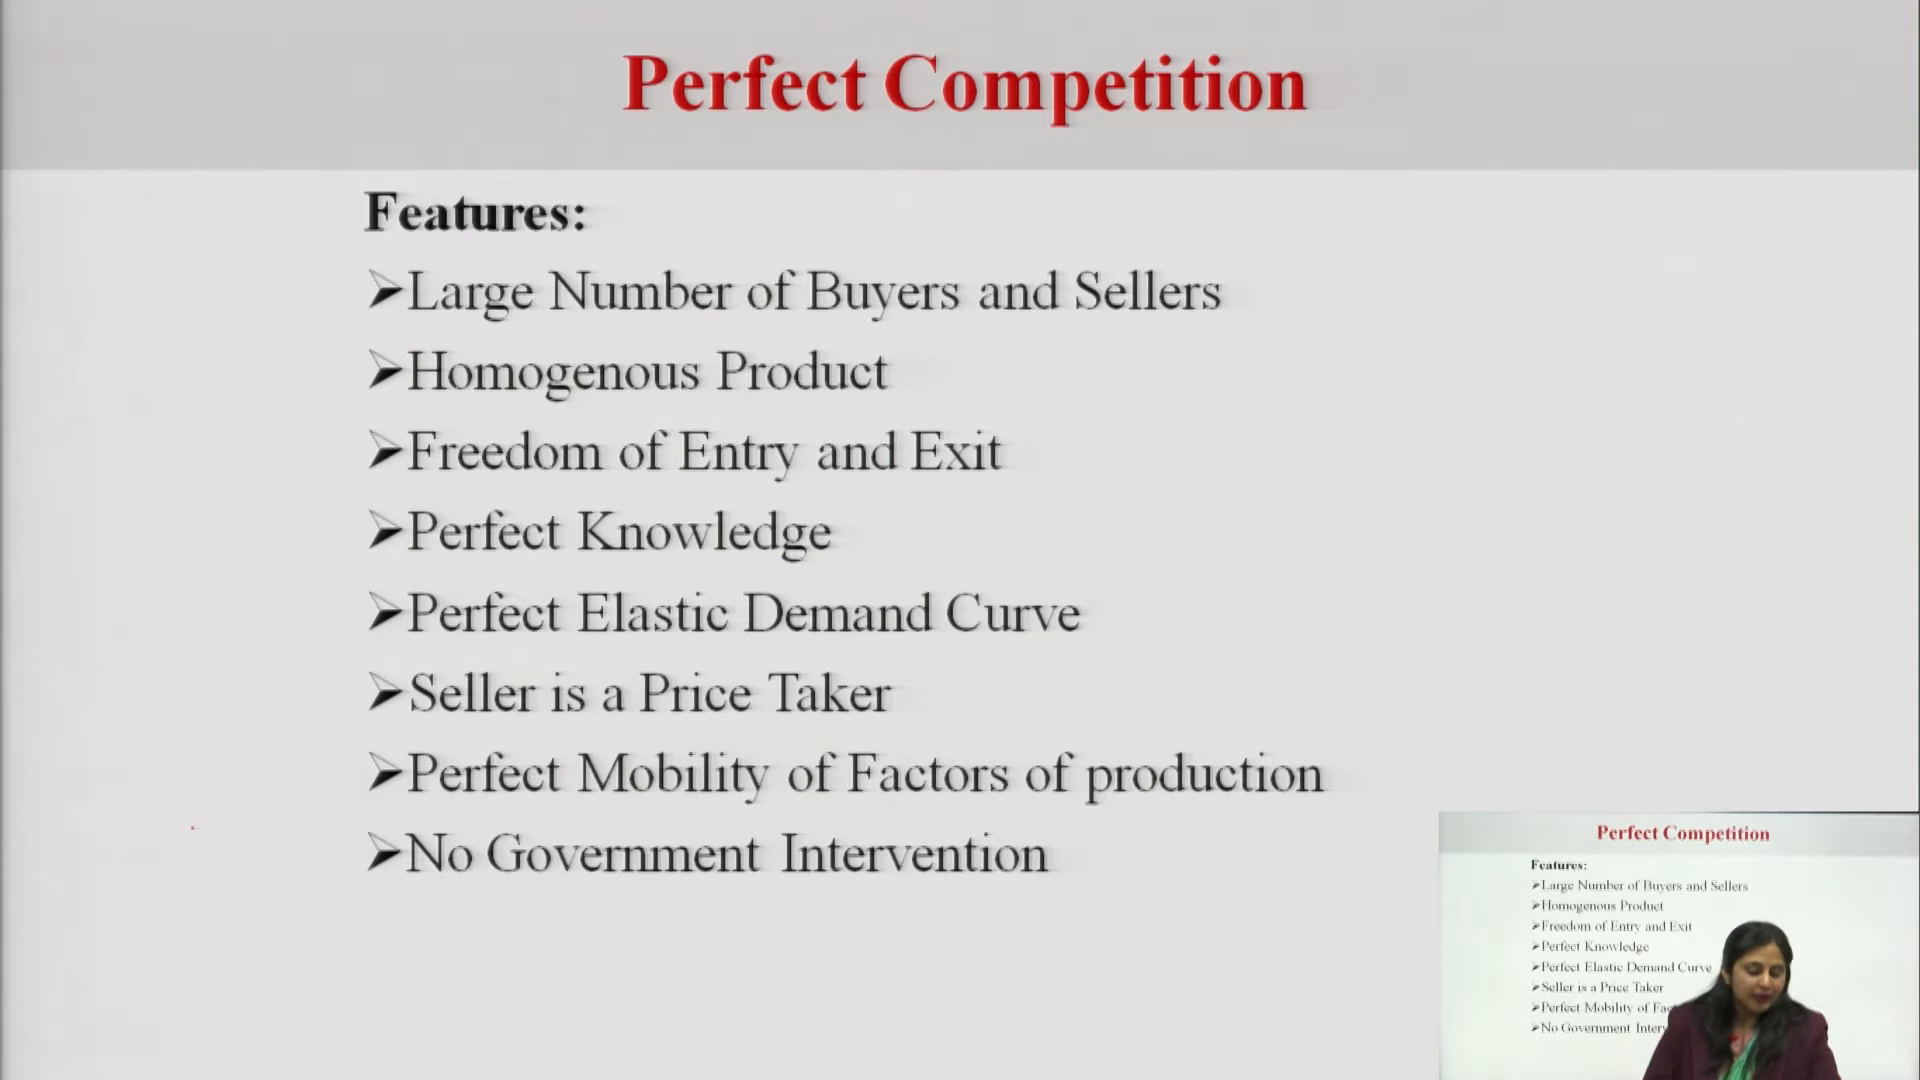 Perfect Competition
Features:
➢Large Number of Buyers and Sellers
➢Homogenous Product
➢Freedom of Entry and Exit
➢Perfect Knowledge
➢Perfect Elastic Demand Curve
➢Seller is a Price Taker
➢Perfect Mobility of Factors of production
➢No Government Intervention
Perfect Competition
Features:
➢Large Number of Buyers and Sellers
➢Homogenous Product
➢Freedom of Entry and Exit
➢Perfect Knowledge
➢Perfect Elastic Demand Curve
➢Seller is a Price Taker
➢Perfect Mobility of
➢No Government